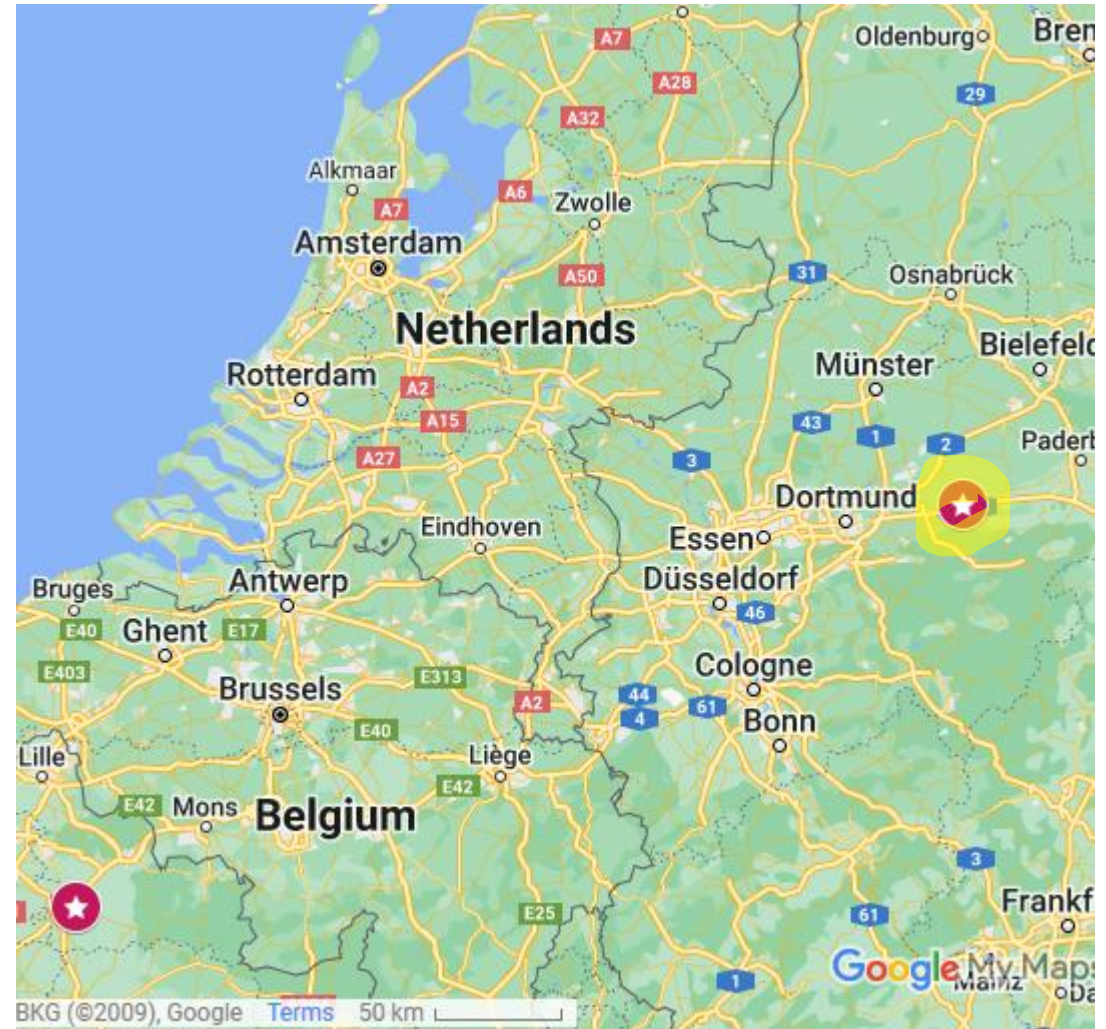 Oldenburg
Bren
A7
A28
29
A32
Alkmaar
A6
Zwolle
A7
Amsterdam
A50
31
Osnabrück
Netherlands
Bielefeld
Münster
Rotterdam
A2
A15
43
1
2
Paderb
A27
3
Dortmund
Eindhoven
Essen
Bruges
Antwerp
Düsseldorf
46
E40
Ghent
E17
E403
E313
Cologne
Brussels
A2
44
61
4
Bonn
E40
Lille
Liège
E42
E42
Mons
Belgium
3
Frankf
E25
61
Google My Maps
Mainz
Da
1
BKG (©2009), Google Terms 50 km